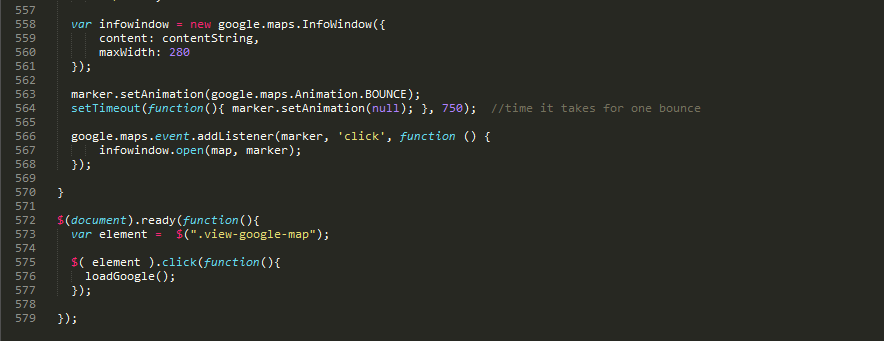 557
558 var infowindow = new google.maps.InfoWindow({
559 content: contentString,
560 maxWidth: 280
561 });
562
563 marker.setAnimation(google.maps.Animation.BOUNCE);
564 setTimeout(function(){ marker.setAnimation(null); }, 750); //time it takes for one bounce
565
566 google.maps.event.addListener(marker, 'click', function () {
567 infowindow.open(map, marker);
568 });
569
570 }
571
572 $(document).ready(function(){
573 var element = $(".view-google-map");
574
575 $( element ).click(function(){
576 loadGoogle();
577 });
578
579 });